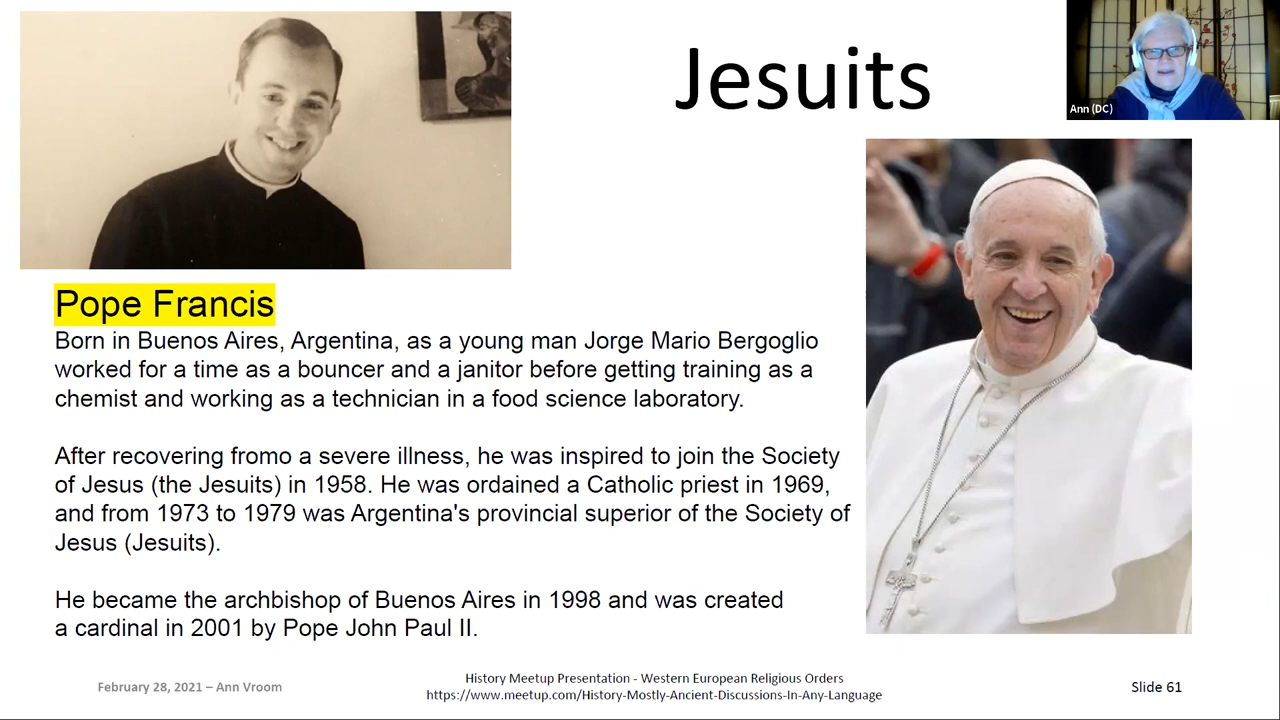 Jesuits
Ann (DC)
Pope Francis
Born in Buenos Aires, Argentina, as a young man Jorge Mario Bergoglio
worked for a time as a bouncer and a janitor before getting training as a
chemist and working as a technician in a food science laboratory.
After recovering fromo a severe illness, he was inspired to join the Society
of Jesus (the Jesuits) in 1958. He was ordained a Catholic priest in 1969,
and from 1973 to 1979 was Argentina's provincial superior of the Society of
Jesus (Jesuits).
He became the archbishop of Buenos Aires in 1998 and was created
a cardinal in 2001 by Pope John Paul II.
February 28, 2021 – Ann Vroom
History Meetup Presentation - Western European Religious Orders
https://www.meetup.com/History-Mostly-Ancient-Discussions-In-Any-Language
Slide 61